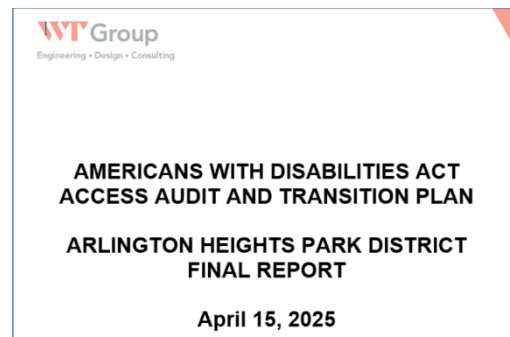 WT Group
Engineering • Design • Consulting
AMERICANS WITH DISABILITIES ACT
ACCESS AUDIT AND TRANSITION PLAN
ARLINGTON HEIGHTS PARK DISTRICT
FINAL REPORT
April 15, 2025